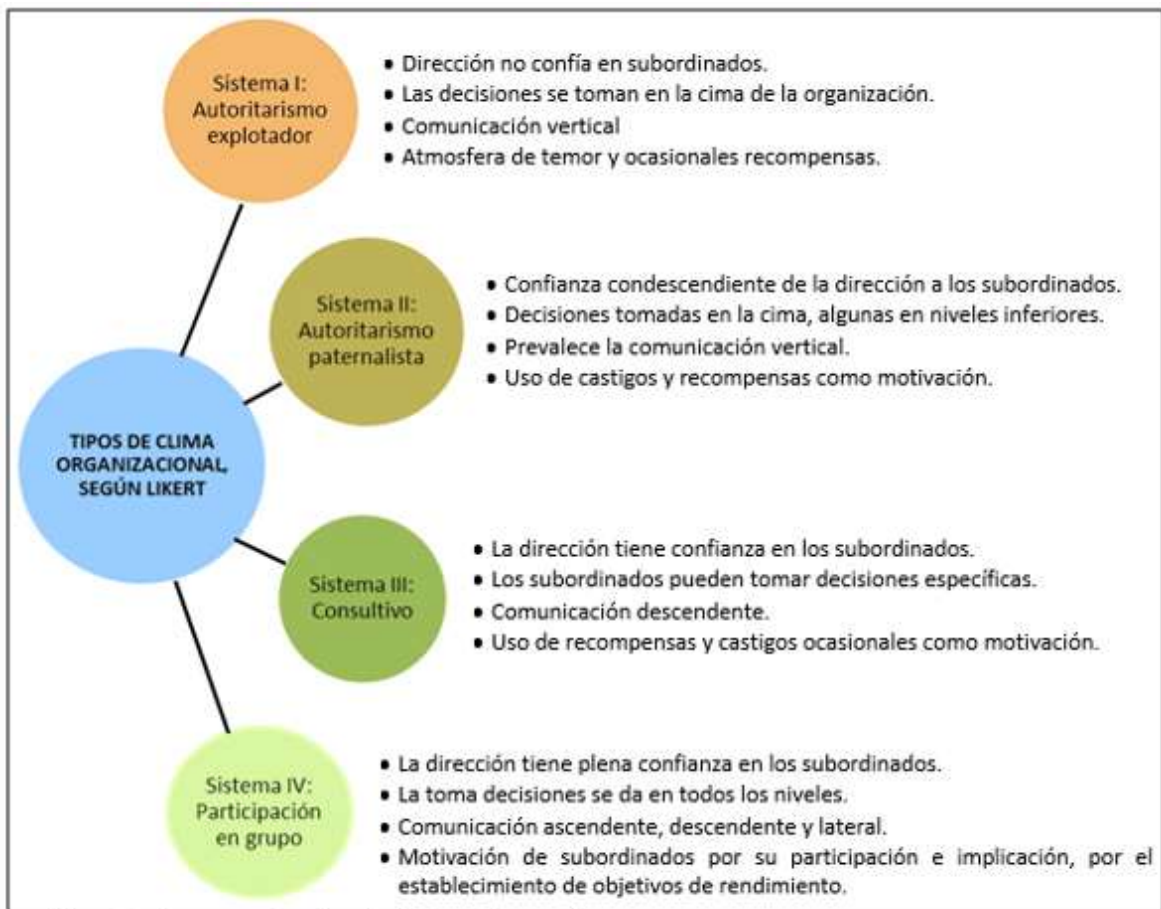 Sistema I:
Autoritarismo
explotador
• Dirección no confía en subordinados.
• Las decisiones se toman en la cima de la organización.
• Comunicación vertical
• Atmosfera de temor y ocasionales recompensas.
Sistema II:
Autoritarismo
paternalista
• Confianza condescendiente de la dirección a los subordinados.
• Decisiones tomadas en la cima, algunas en niveles inferiores.
• Prevalece la comunicación vertical.
• Uso de castigos y recompensas como motivación.
TIPOS DE CLIMA
ORGANIZACIONAL,
SEGÚN LIKERT
Sistema III:
Consultivo
• La dirección tiene confianza en los subordinados.
• Los subordinados pueden tomar decisiones específicas.
• Comunicación descendente.
• Uso de recompensas y castigos ocasionales como motivación.
Sistema IV:
Participación
en grupo
• La dirección tiene plena confianza en los subordinados.
• La toma decisiones se da en todos los niveles.
• Comunicación ascendente, descendente y lateral.
• Motivación de subordinados por su participación e implicación, por el
establecimiento de objetivos de rendimiento.